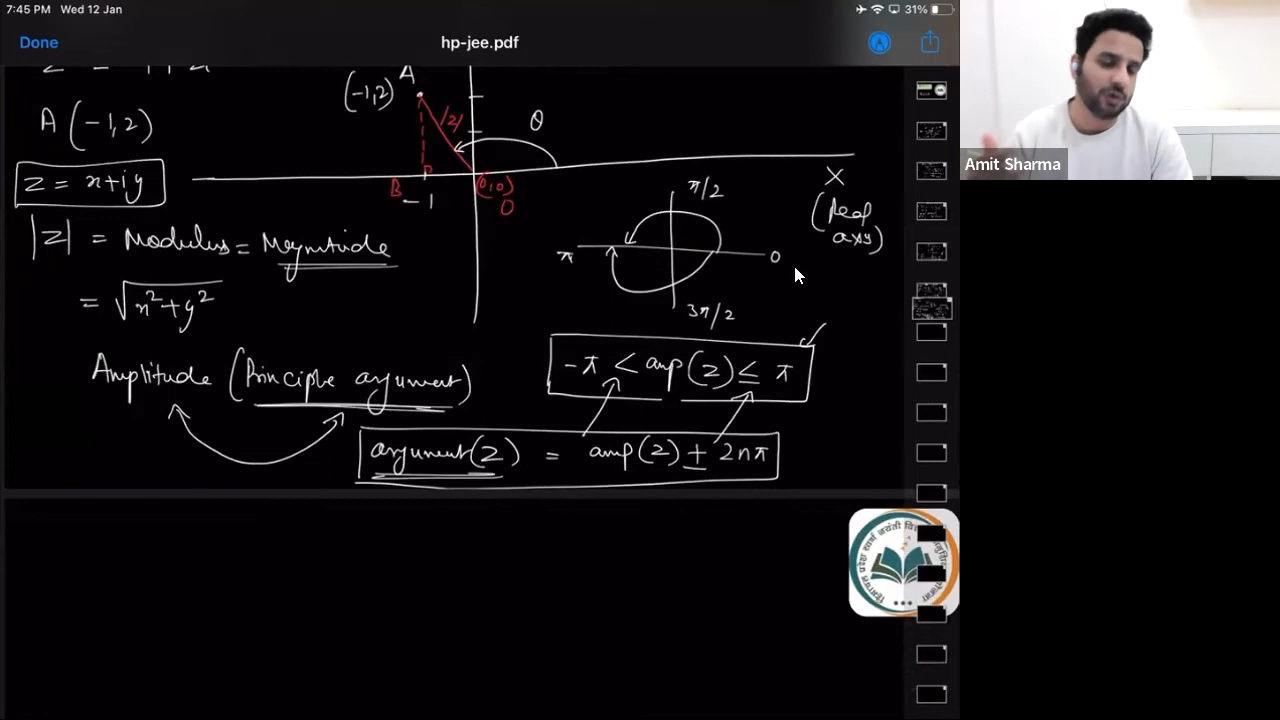 7:45 PM Wed 12 Jan
31%
Done
hp-jee.pdf
A
(-1,2)
A (-1,2)
|z|
θ
z = x+iy
B -1
(0,0)
O
X
(Real
axis)
|z| = Modulus = Magnitude
= √x²+y²
π/2
π
0
3π/2
Amplitude (Principle argument)
-π < amp(z) ≤ π
argument(z) = amp(z) ± 2nπ
Amit Sharma